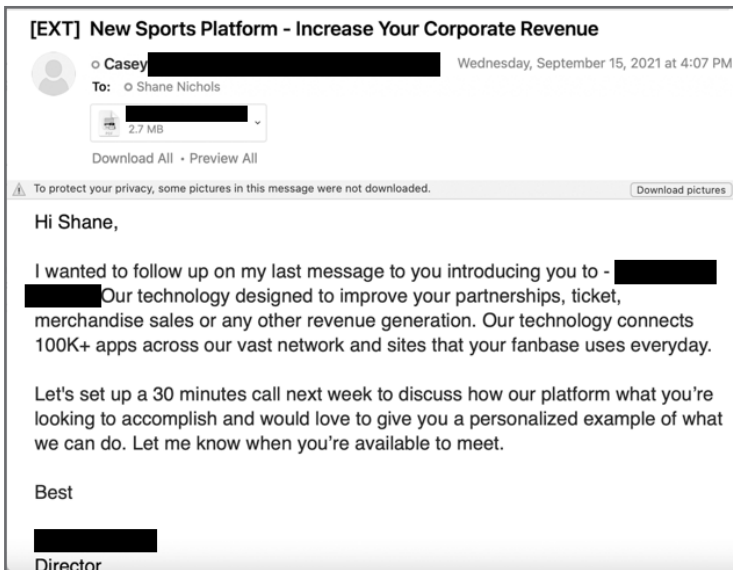 [EXT] New Sports Platform - Increase Your Corporate Revenue
Casey
Wednesday, September 15, 2021 at 4:07 PM
To: Shane Nichols
2.7 MB
Download All • Preview All
To protect your privacy, some pictures in this message were not downloaded.
Download pictures
Hi Shane,
I wanted to follow up on my last message to you introducing you to -
Our technology designed to improve your partnerships, ticket,
merchandise sales or any other revenue generation. Our technology connects
100K+ apps across our vast network and sites that your fanbase uses everyday.
Let's set up a 30 minutes call next week to discuss how our platform what you're
looking to accomplish and would love to give you a personalized example of what
we can do. Let me know when you're available to meet.
Best
Director